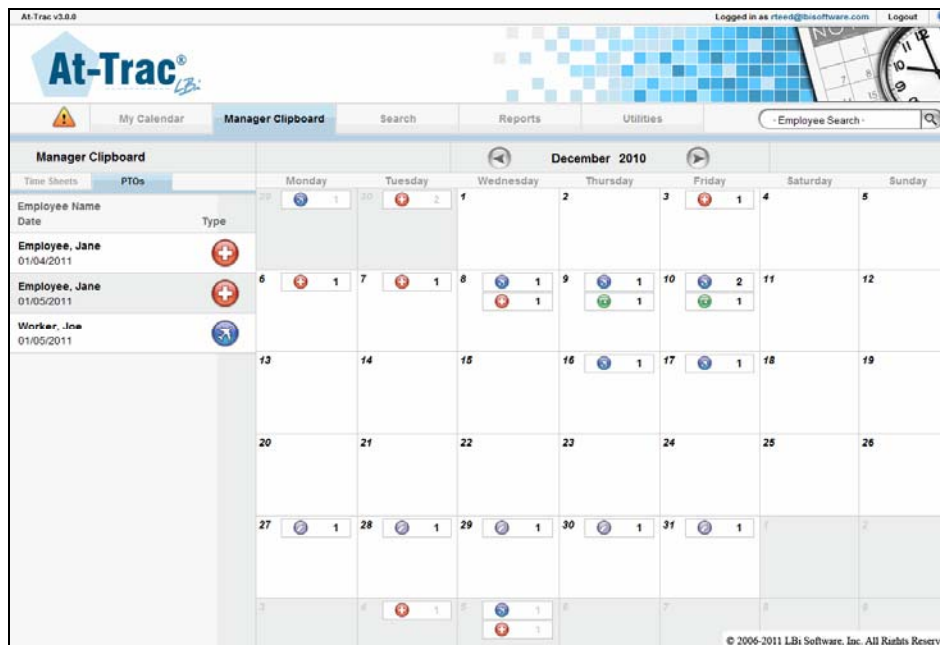 At-Trac v3.0.0
Logged in as rteed@lbisoftware.com Logout
At-Trac® LBi
My Calendar Manager Clipboard Search Reports Utilities - Employee Search -
Manager Clipboard
December 2010
Time Sheets PTOs
Monday Tuesday Wednesday Thursday Friday Saturday Sunday
Employee Name
Date Type
Employee, Jane
01/04/2011
Employee, Jane
01/05/2011
Worker, Joe
01/05/2011
29 1 30 2 1 2 3 1 4 5
6 1 7 1 8 1 9 1 10 2 11 12
1 1 1
13 14 15 16 1 17 1 18 19
20 21 22 23 24 25 26
27 1 28 1 29 1 30 1 31 1 1 2
3 4 1 5 1 6 7 8 9
1
© 2006-2011 LBi Software, Inc. All Rights Reserv